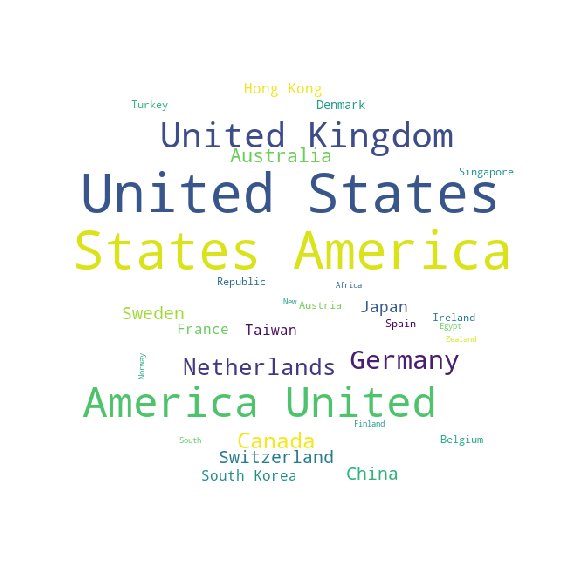 Hong Kong
Turkey
Denmark
United Kingdom
Australia
Singapore
United States
States America
Republic
Africa
New
Austria
Japan
Sweden
Ireland
Spain
Egypt
France
Taiwan
Zealand
Norway
Netherlands
Germany
America United
Finland
South
Canada
Belgium
Switzerland
South Korea
China